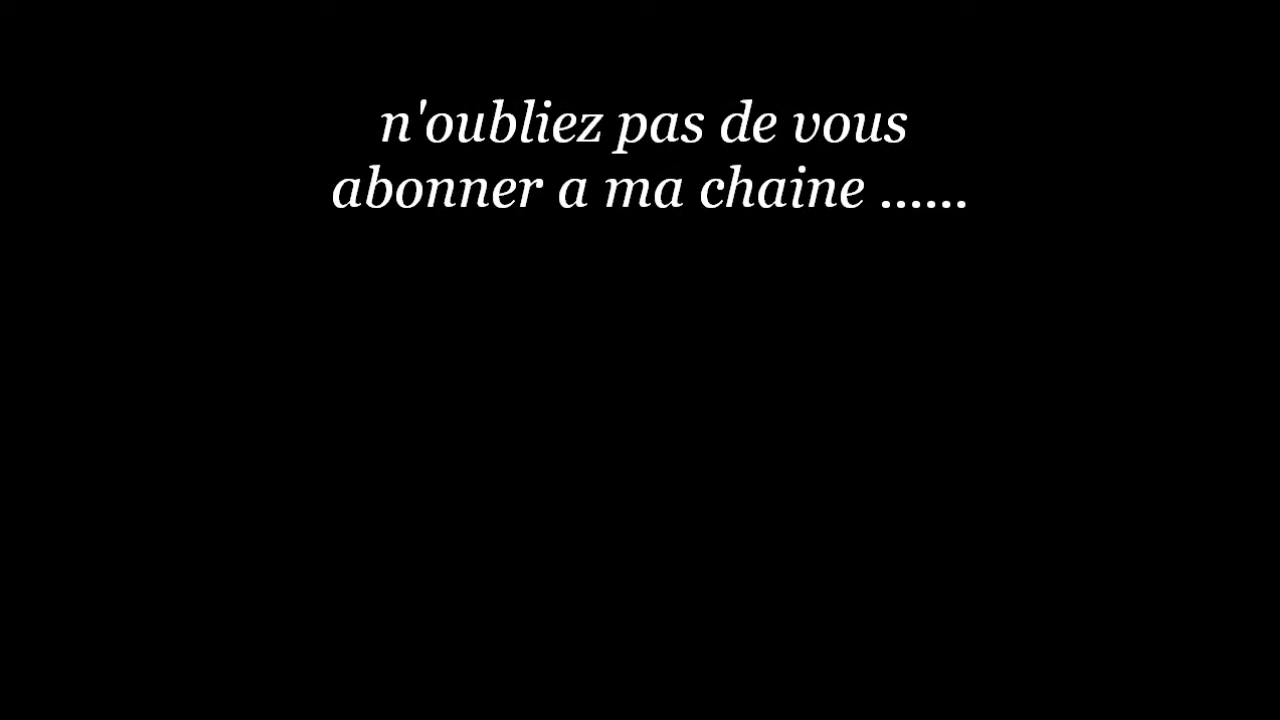 n'oubliez pas de vous
abonner a ma chaine ......